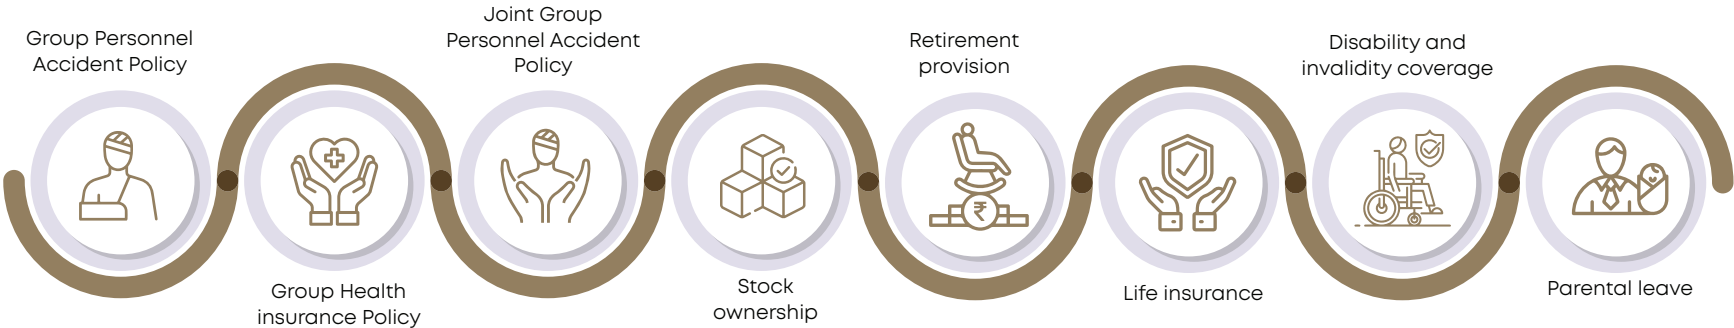 Group Personnel
Accident Policy
Group Health
insurance Policy
Joint Group
Personnel Accident
Policy
Stock
ownership
Retirement
provision
₹
Life insurance
Disability and
invalidity coverage
Parental leave